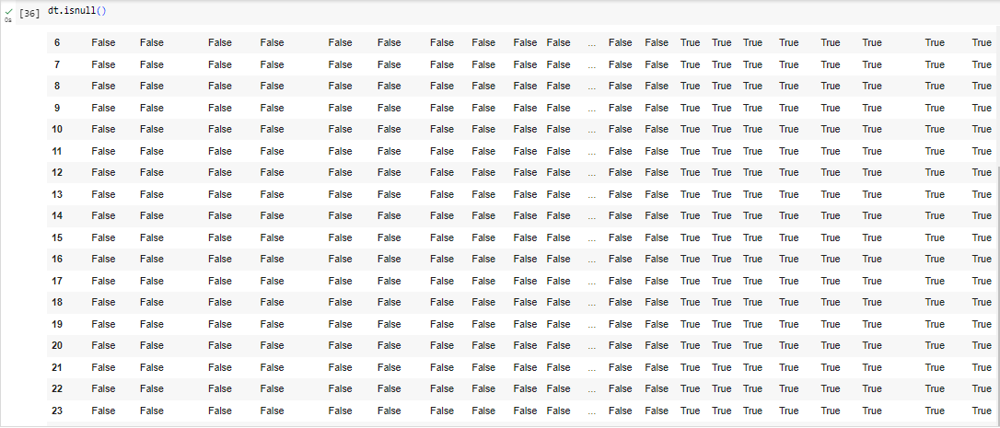 [36] dt.isnull()
0s
6 False False False False False False False False False False ... False False True True True True True True True True
7 False False False False False False False False False False ... False False True True True True True True True True
8 False False False False False False False False False False ... False False True True True True True True True True
9 False False False False False False False False False False ... False False True True True True True True True True
10 False False False False False False False False False False ... False False True True True True True True True True
11 False False False False False False False False False False ... False False True True True True True True True True
12 False False False False False False False False False False ... False False True True True True True True True True
13 False False False False False False False False False False ... False False True True True True True True True True
14 False False False False False False False False False False ... False False True True True True True True True True
15 False False False False False False False False False False ... False False True True True True True True True True
16 False False False False False False False False False False ... False False True True True True True True True True
17 False False False False False False False False False False ... False False True True True True True True True True
18 False False False False False False False False False False ... False False True True True True True True True True
19 False False False False False False False False False False ... False False True True True True True True True True
20 False False False False False False False False False False ... False False True True True True True True True True
21 False False False False False False False False False False ... False False True True True True True True True True
22 False False False False False False False False False False ... False False True True True True True True True True
23 False False False False False False False False False False ... False False True True True True True True True True